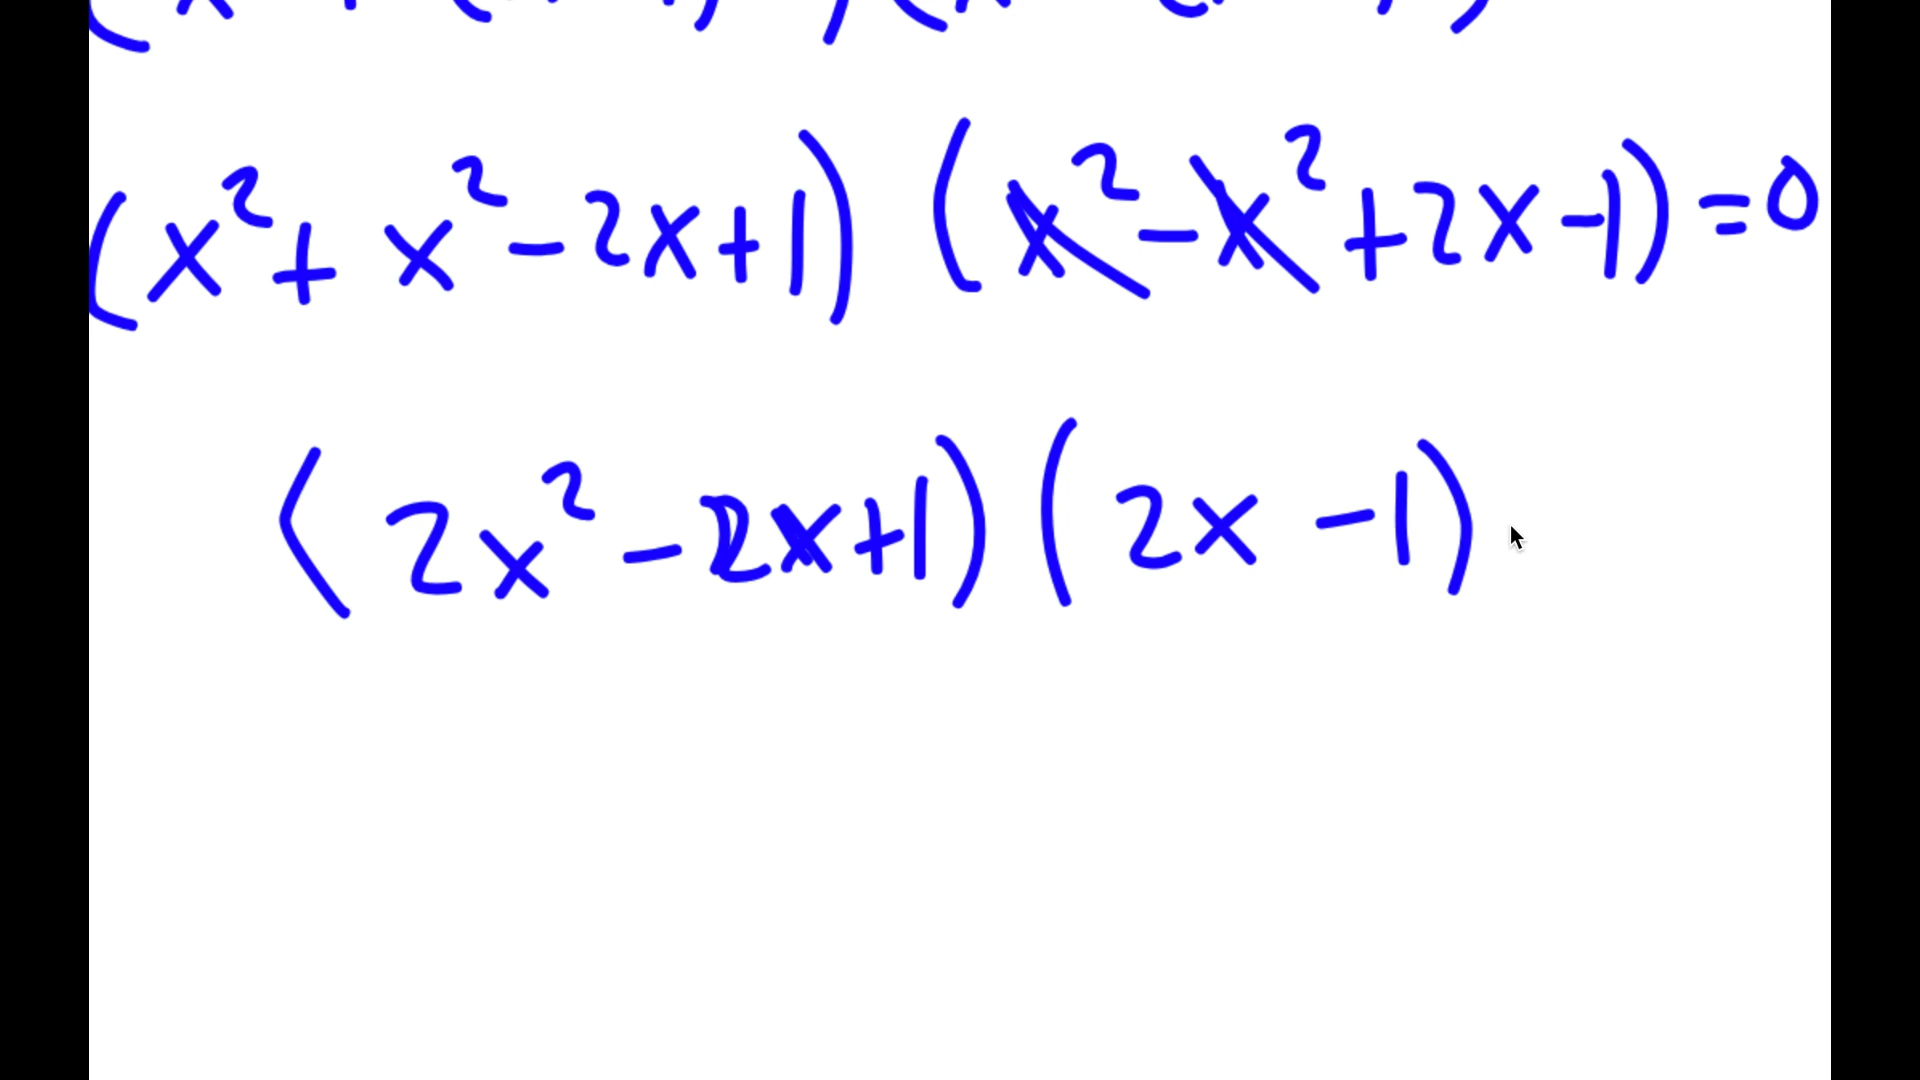 (x²+ x²-2x+1) (x²-x²+2x-1)=0
(2x²-2x+1) (2x-1)